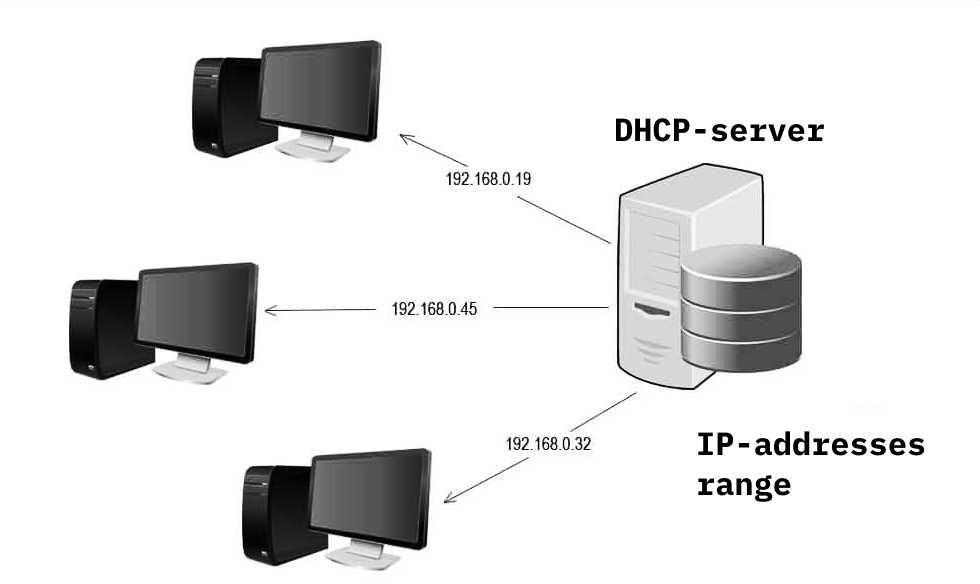 DHCP-server
192.168.0.19
192.168.0.45
192.168.0.32
IP-addresses
range